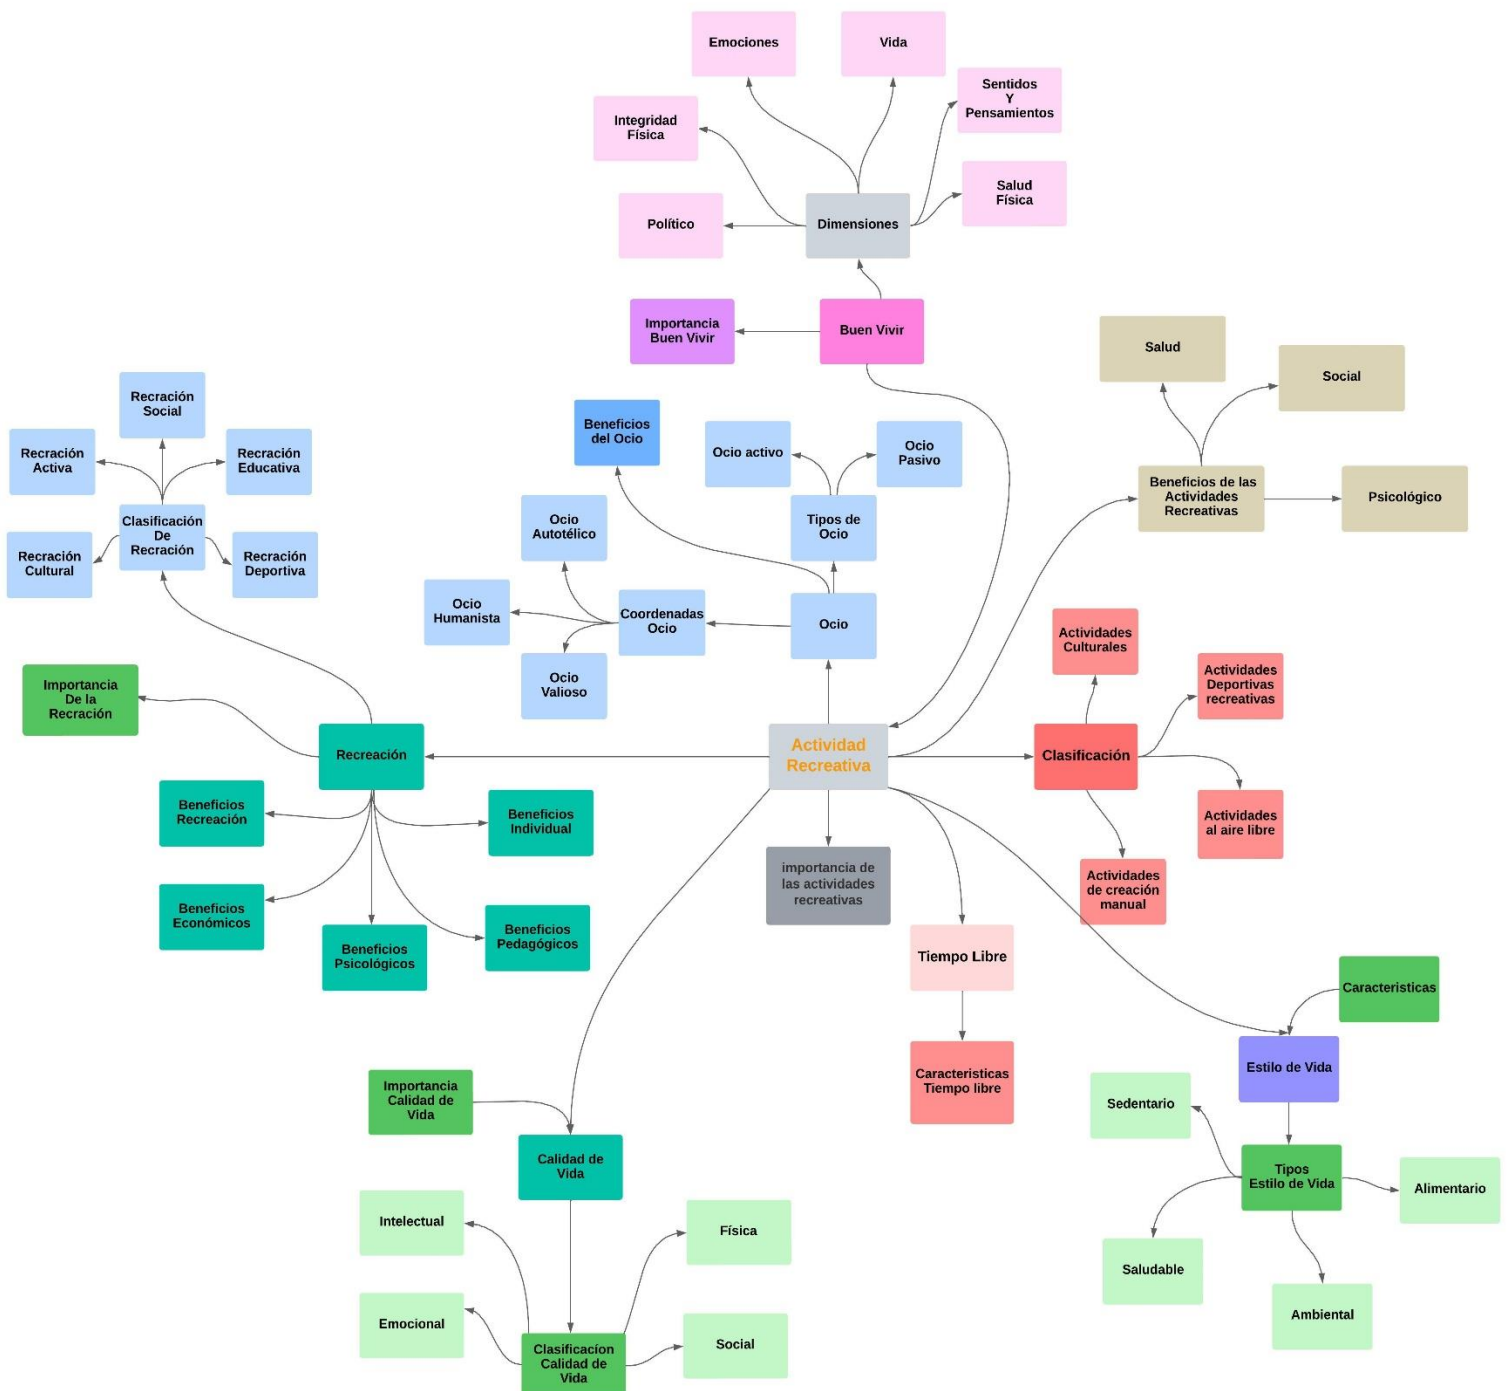 Emociones
Vida
Sentidos
Y
Pensamientos
Integridad
Física
Salud
Física
Político
Dimensiones
Importancia
Buen Vivir
Buen Vivir
Salud
Social
Beneficios de las
Actividades
Recreativas
Psicológico
Recración
Social
Recración
Activa
Recración
Educativa
Clasificación
De
Recración
Recración
Cultural
Recración
Deportiva
Beneficios
del Ocio
Ocio activo
Ocio
Pasivo
Tipos de
Ocio
Ocio
Autotélico
Ocio
Humanista
Coordenadas
Ocio
Ocio
Ocio
Valioso
Actividades
Culturales
Actividades
Deportivas
recreativas
Clasificación
Actividades
al aire libre
Actividades
de creación
manual
Importancia
De la
Recración
Recreación
Actividad
Recreativa
Beneficios
Recreación
Beneficios
Individual
Beneficios
Económicos
Beneficios
Psicológicos
Beneficios
Pedagógicos
importancia de
las actividades
recreativas
Tiempo Libre
Caracteristicas
Tiempo libre
Caracteristicas
Estilo de Vida
Sedentario
Tipos
Estilo de Vida
Alimentario
Saludable
Ambiental
Importancia
Calidad de
Vida
Calidad de
Vida
Intelectual
Física
Emocional
Social
Clasificacíon
Calidad de
Vida